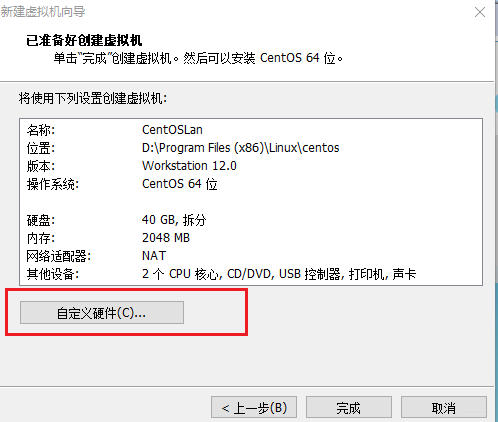 新建虚拟机向导
已准备好创建虚拟机
单击“完成”创建虚拟机。然后可以安装 CentOS 64 位。
将使用下列设置创建虚拟机:
名称: CentOSLan
位置: D:\Program Files (x86)\Linux\centos
版本: Workstation 12.0
操作系统: CentOS 64 位
硬盘: 40 GB, 拆分
内存: 2048 MB
网络适配器: NAT
其他设备: 2 个 CPU 核心, CD/DVD, USB 控制器, 打印机, 声卡
自定义硬件(C)...
< 上一步(B) 完成 取消